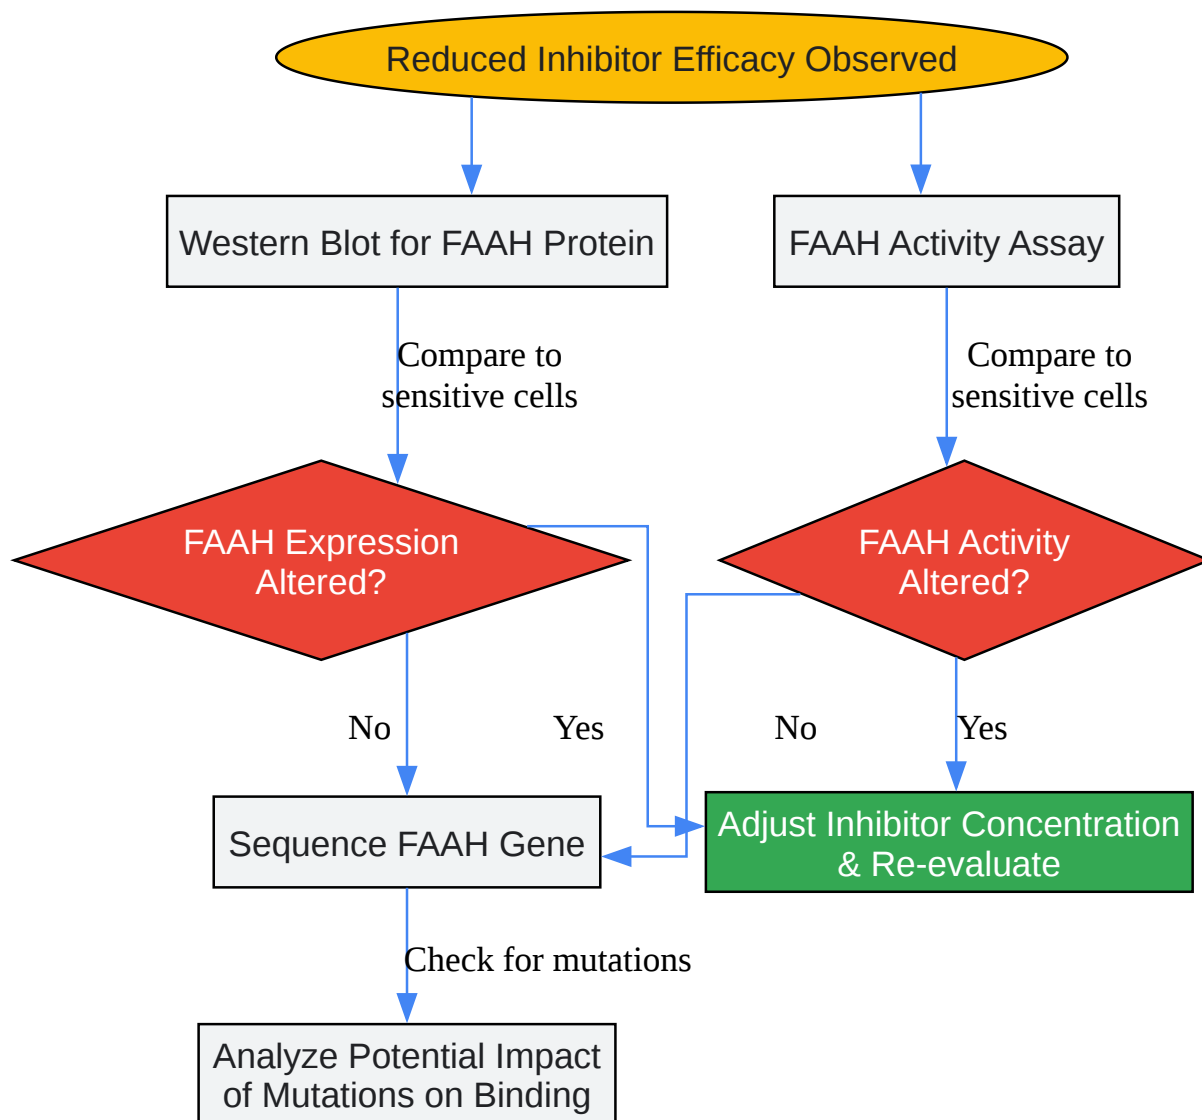 Reduced Inhibitor Efficacy Observed
Western Blot for FAAH Protein
FAAH Activity Assay
Compare to
sensitive cells
Compare to
sensitive cells
FAAH Expression
Altered?
FAAH Activity
Altered?
No
Yes
No
Yes
Sequence FAAH Gene
Adjust Inhibitor Concentration
& Re-evaluate
Check for mutations
Analyze Potential Impact
of Mutations on Binding